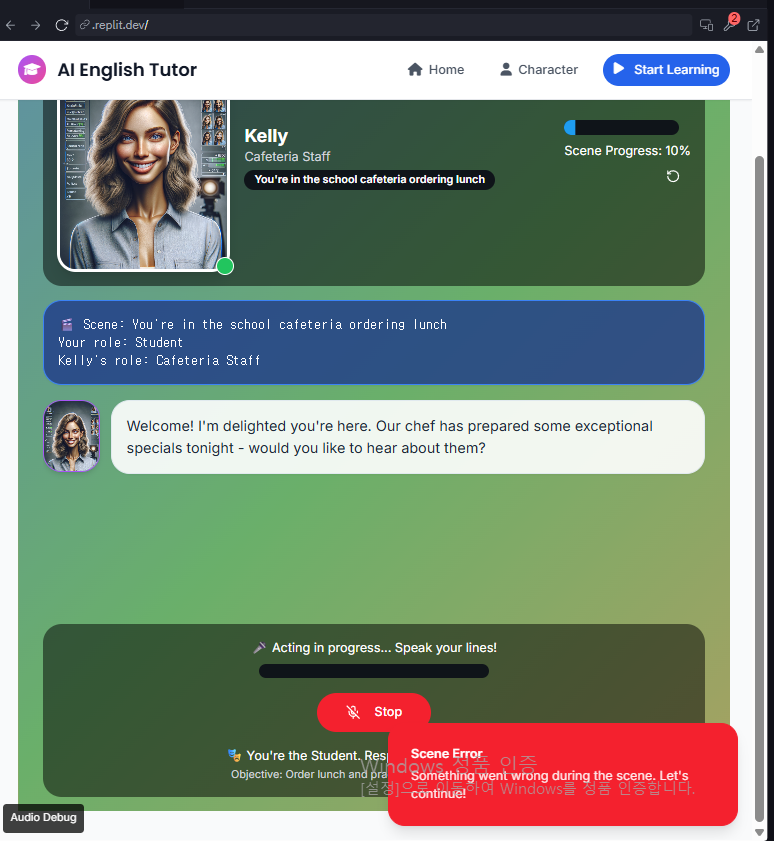 .replit.dev/
2
AI English Tutor
Home
Character
Start Learning
Kelly
Cafeteria Staff
You're in the school cafeteria ordering lunch
Scene Progress: 10%
Scene: You're in the school cafeteria ordering lunch
Your role: Student
Kelly's role: Cafeteria Staff
Welcome! I'm delighted you're here. Our chef has prepared some exceptional
specials tonight - would you like to hear about them?
Acting in progress... Speak your lines!
Stop
You're the Student. Resp
Objective: Order lunch and pra
Scene Error
Something went wrong during the scene. Let's
continue!
Windows 정품 인증
[설정]으로 이동하여 Windows를 정품 인증합니다.
Audio Debug